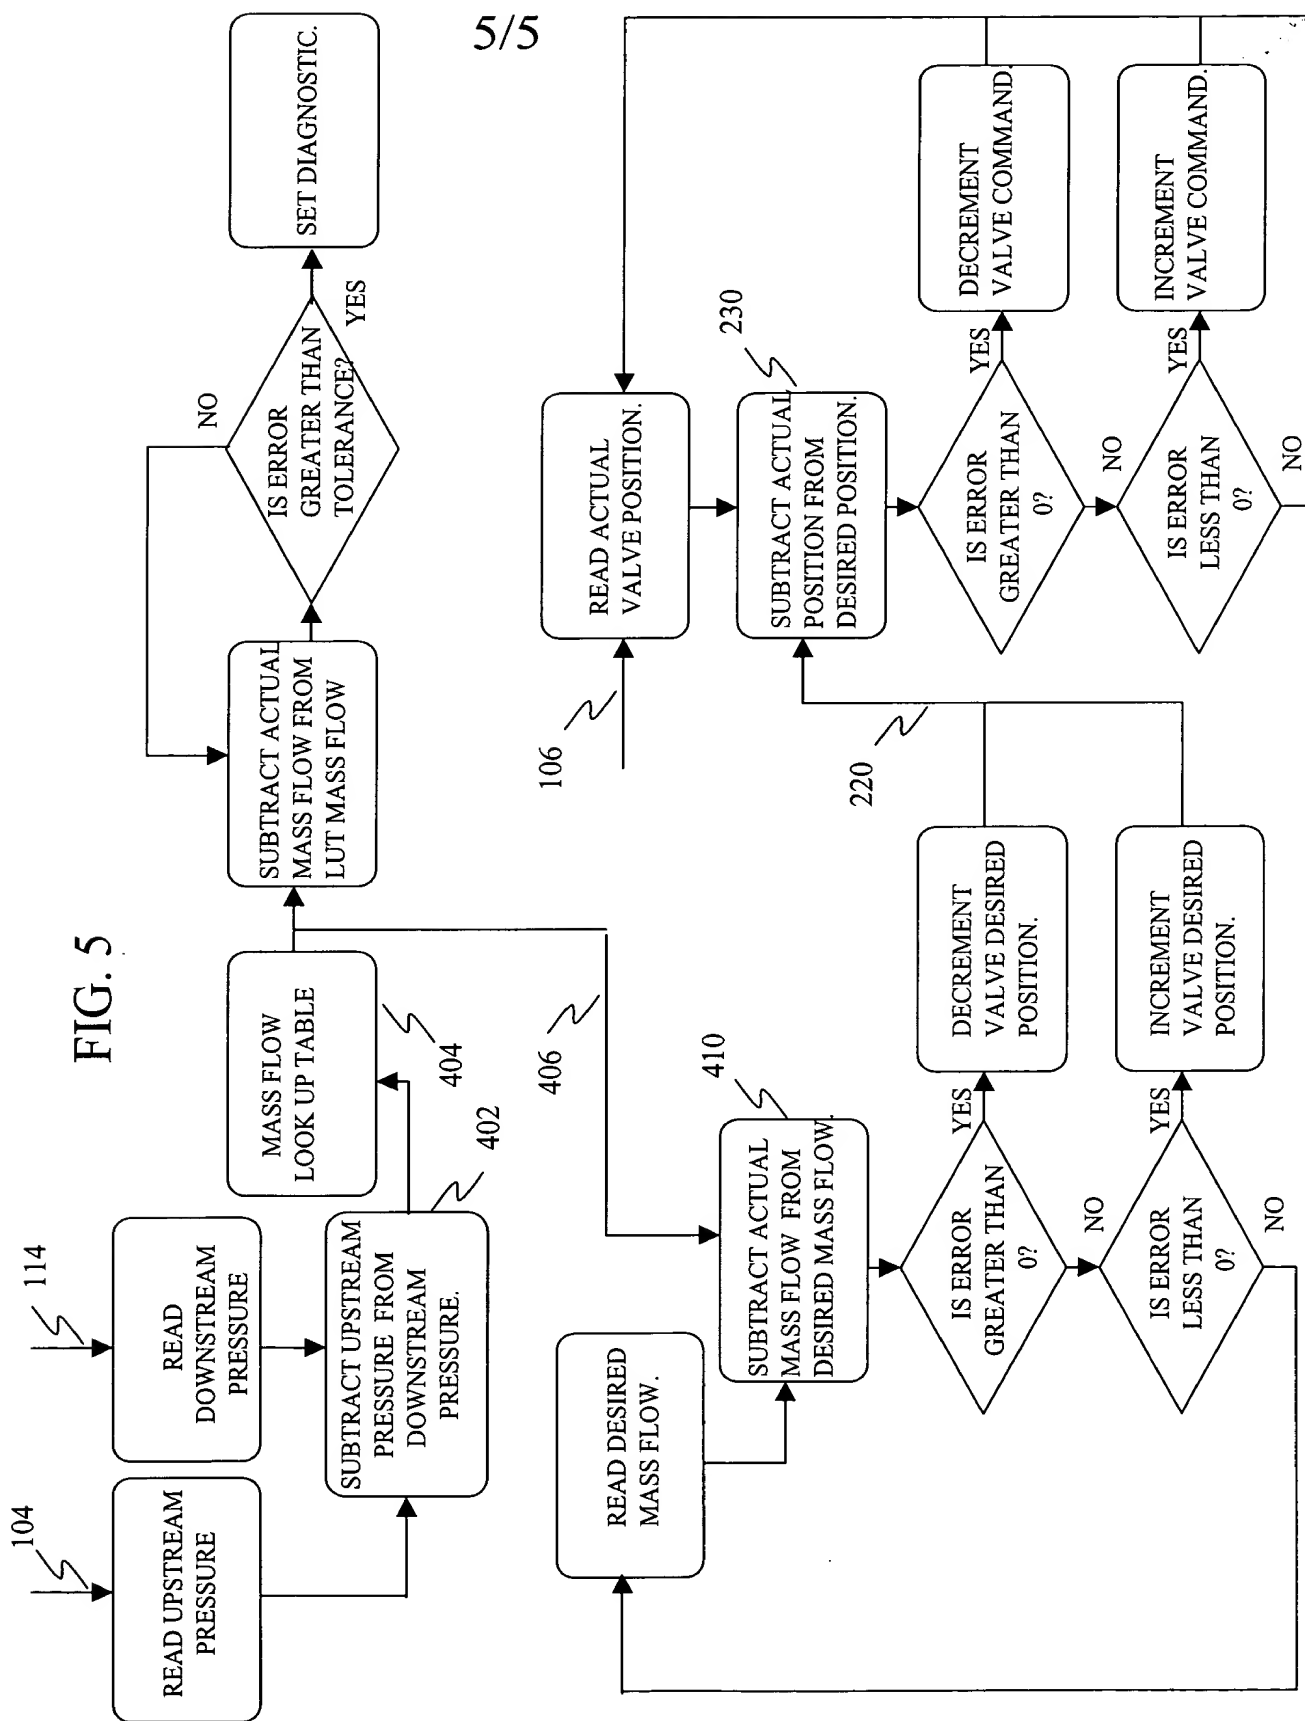 5/5
FIG. 5
104
READ UPSTREAM
PRESSURE
114
READ
DOWNSTREAM
PRESSURE
SUBTRACT UPSTREAM
PRESSURE FROM
DOWNSTREAM
PRESSURE.
402
MASS FLOW
LOOK UP TABLE
404
SUBTRACT ACTUAL
MASS FLOW FROM
LUT MASS FLOW
IS ERROR
GREATER THAN
TOLERANCE?
NO
YES
SET DIAGNOSTIC.
406
READ DESIRED
MASS FLOW.
SUBTRACT ACTUAL
MASS FLOW FROM
DESIRED MASS FLOW.
410
IS ERROR
GREATER THAN
0?
YES
NO
DECREMENT
VALVE DESIRED
POSITION.
IS ERROR
LESS THAN
0?
YES
NO
INCREMENT
VALVE DESIRED
POSITION.
220
106
READ ACTUAL
VALVE POSITION.
SUBTRACT ACTUAL
POSITION FROM
DESIRED POSITION.
230
IS ERROR
GREATER THAN
0?
YES
NO
DECREMENT
VALVE COMMAND.
IS ERROR
LESS THAN
0?
YES
NO
INCREMENT
VALVE COMMAND.